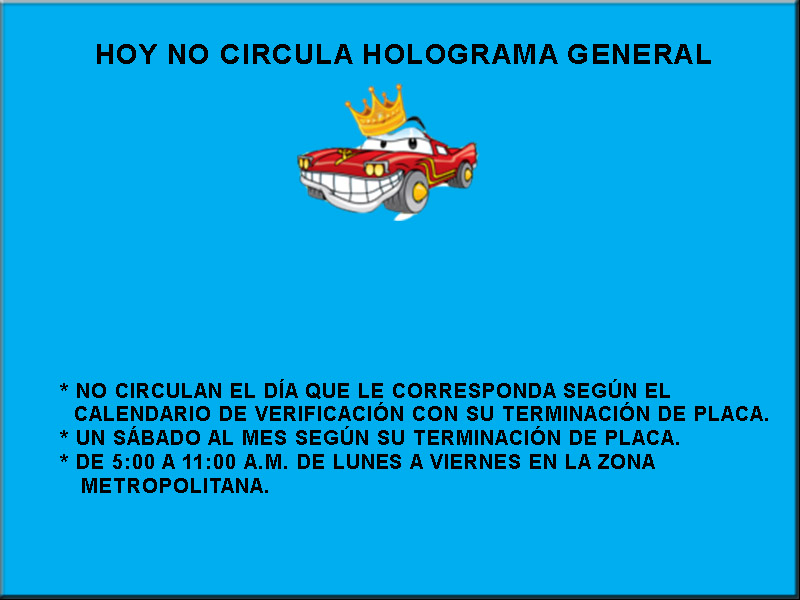 HOY NO CIRCULA HOLOGRAMA GENERAL
* NO CIRCULAN EL DÍA QUE LE CORRESPONDA SEGÚN EL
CALENDARIO DE VERIFICACIÓN CON SU TERMINACIÓN DE PLACA.
* UN SÁBADO AL MES SEGÚN SU TERMINACIÓN DE PLACA.
* DE 5:00 A 11:00 A.M. DE LUNES A VIERNES EN LA ZONA
METROPOLITANA.